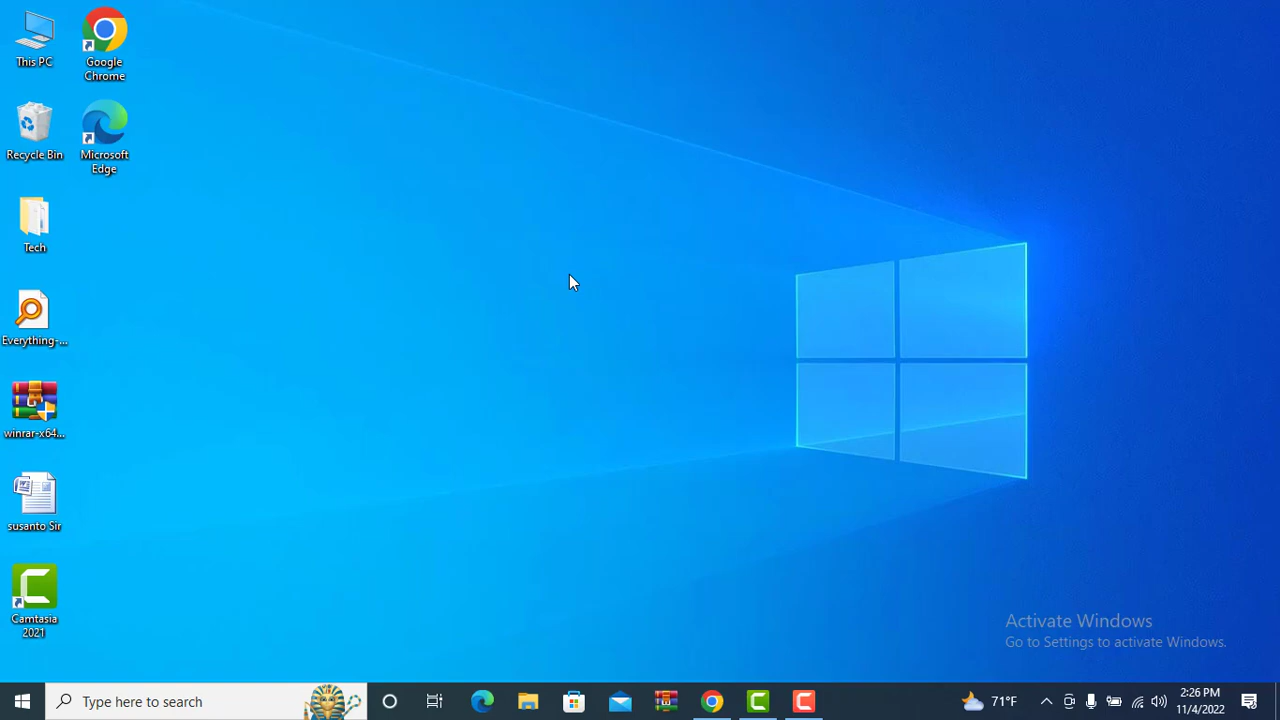 This PC
Google
Chrome
Recycle Bin
Microsoft
Edge
Tech
Everything-...
winrar-x64...
susanto Sir
Camtasia
2021
Activate Windows
Go to Settings to activate Windows.
Type here to search
71°F
2:26 PM
11/4/2022